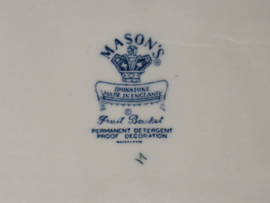 MASON'S
IRONSTONE
MADE IN ENGLAND
©
Fruit Basket
PERMANENT DETERGENT
PROOF DECORATION
H